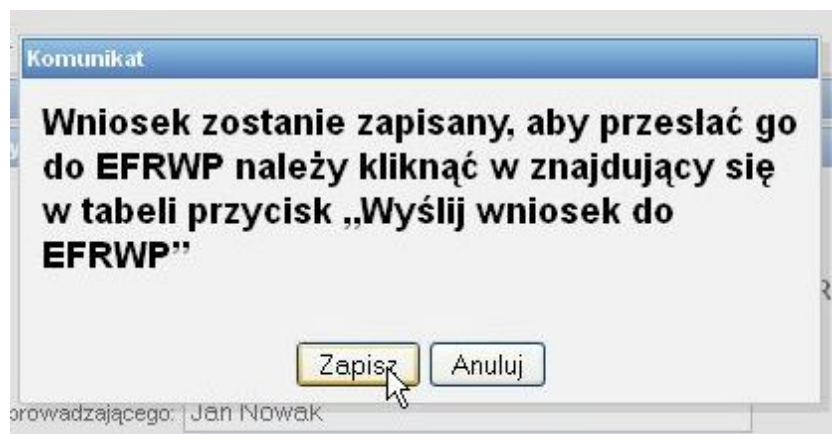 Komunikat
Wniosek zostanie zapisany, aby przesłać go
do EFRWP należy kliknąć w znajdujący się
w tabeli przycisk „Wyślij wniosek do
EFRWP”
Zapisz Anuluj
prowadzającego: Jan Nowak